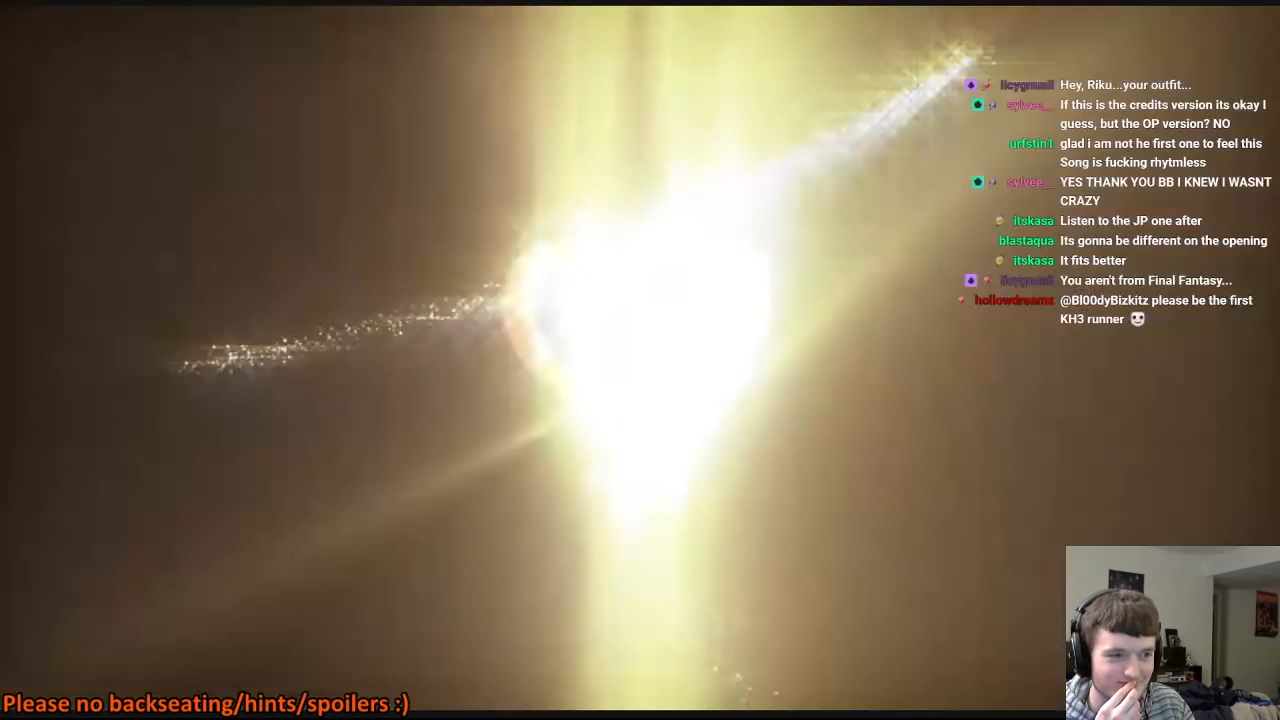 Hey, Riku...your outfit...
sylvee_ If this is the credits version its okay I
guess, but the OP version? NO
urfstin1 glad i am not he first one to feel this
Song is fucking rhytmless
sylvee_ YES THANK YOU BB I KNEW I WASNT
CRAZY
itskasa Listen to the JP one after
blastaqua Its gonna be different on the opening
itskasa It fits better
You aren't from Final Fantasy...
hollowdreamz @Bl00dyBizkitz please be the first
KH3 runner
Please no backseating/hints/spoilers :)